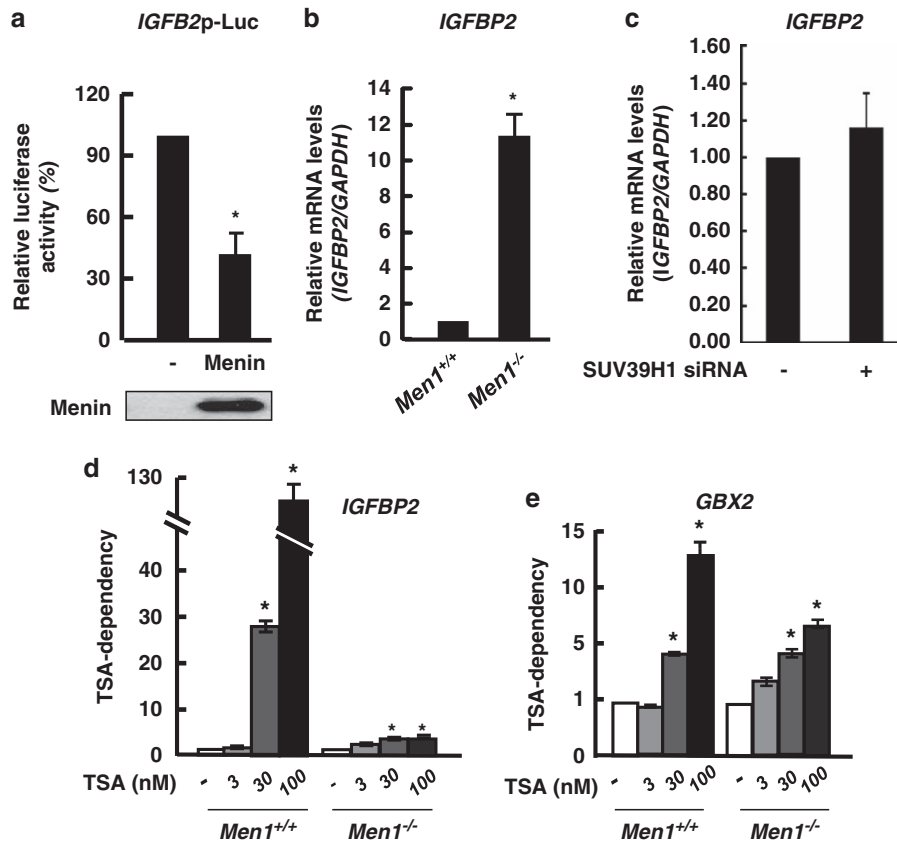 a
IGFB2p-Luc
Relative luciferase
activity (%)
120
90
60
30
0
-
Menin
*
Menin
b
IGFBP2
Relative mRNA levels
(IGFBP2/GAPDH)
14
12
10
8
6
4
2
0
*
Men1+/+
Men1-/-
c
IGFBP2
Relative mRNA levels
(IGFBP2/GAPDH)
1.60
1.40
1.20
1.00
0.80
0.60
0.40
0.20
0.00
SUV39H1 siRNA - +
d
IGFBP2
TSA-dependency
130
40
30
20
10
0
* * * *
TSA (nM) - 3 30 100 - 3 30 100
Men1+/+ Men1-/-
e
GBX2
TSA-dependency
15
10
5
1
0
* * * *
TSA (nM) - 3 30 100 - 3 30 100
Men1+/+ Men1-/-